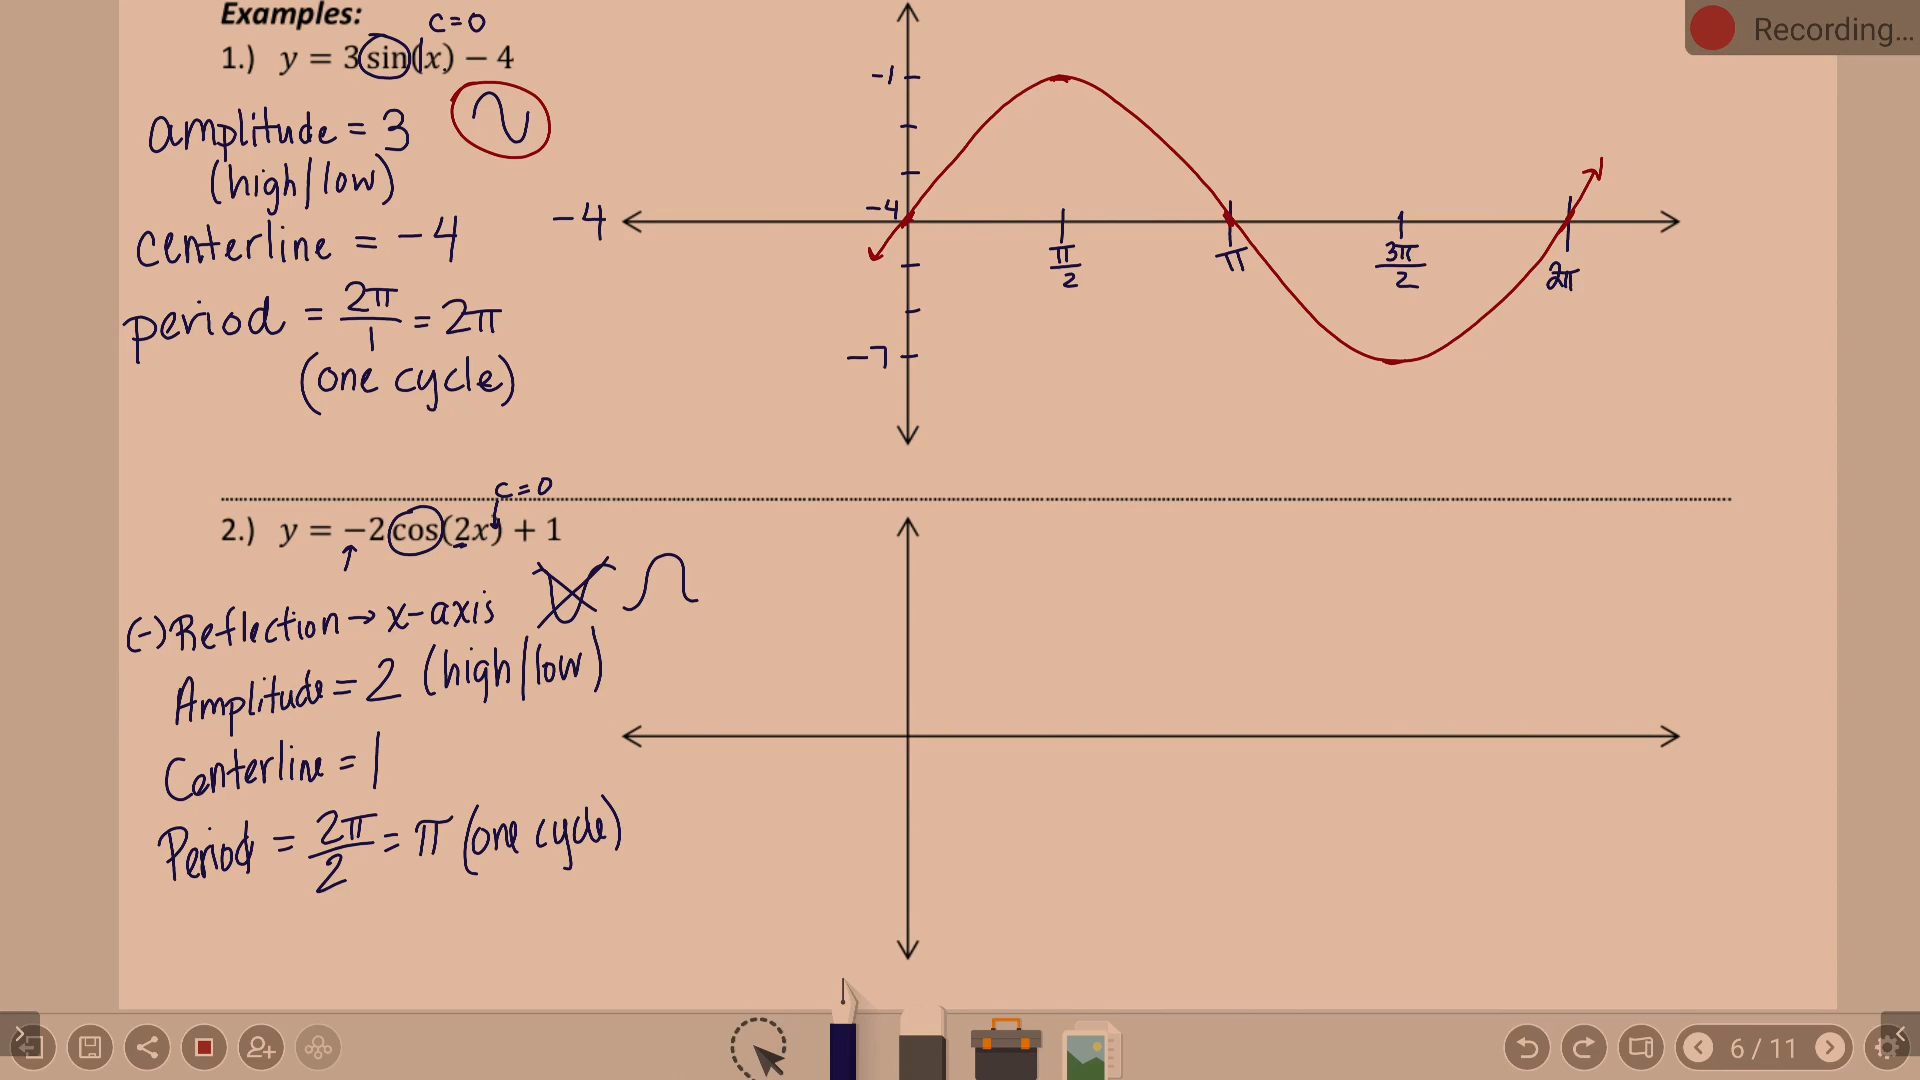 Examples:
c=0
1.) y = 3 sin(1x) − 4
amplitude = 3
(high/low)
centerline = −4
period = 2π/1 = 2π
(one cycle)
−1
−4
−4
−7
π/2
π
3π/2
2π
c=0
2.) y = −2 cos(2x) + 1
(−) Reflection → x-axis
Amplitude = 2 (high/low)
Centerline = 1
Period = 2π/2 = π (one cycle)
Recording...
6 / 11